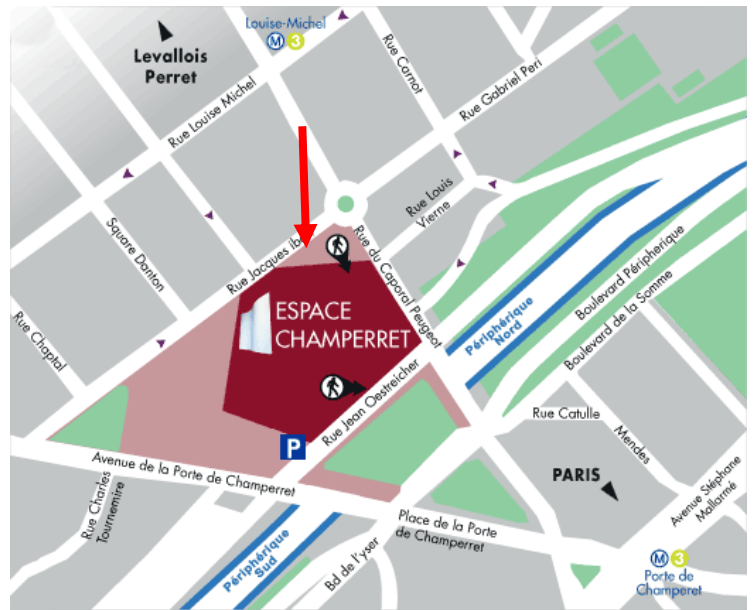 Louise-Michel
M 3
Levallois
Perret
Rue Carnot
Rue Gabriel Peri
Rue Louise Michel
Rue Louis
Vierne
Square Danton
Rue Jacques ib
Rue du Caporal Peugeot
Boulevard Périphérique
ESPACE
CHAMPERRET
Périphérique
Nord
Boulevard de la Somme
Rue Chaptal
Rue Jean Oestreicher
Rue Catulle
Mendes
P
Avenue de la Porte de Champerret
PARIS
Avenue Stéphane
Mallarmé
Rue Charles
Tournemire
Place de la Porte
de Champerret
Périphérique
Sud
Bd de l'yser
M 3
Porte de
Champeret